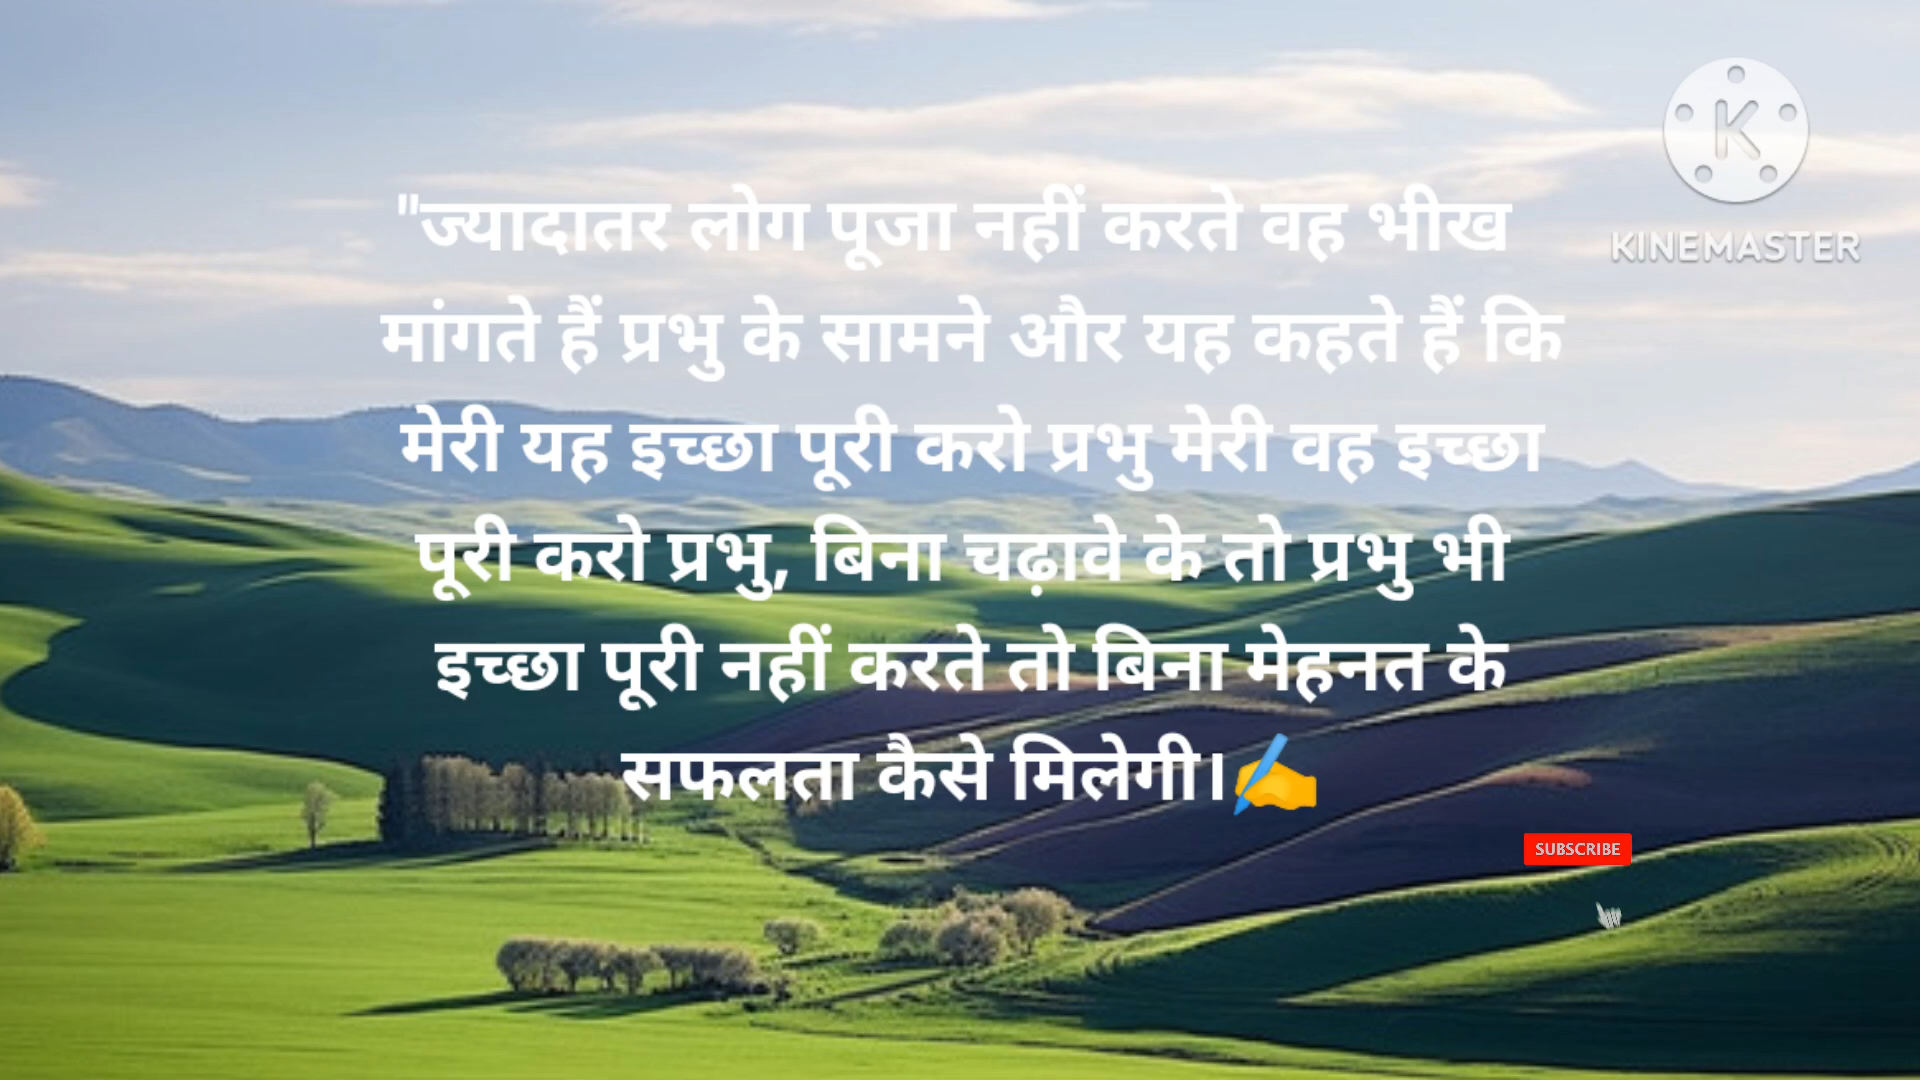 "ज्यादातर लोग पूजा नहीं करते वह भीख
मांगते हैं प्रभु के सामने और यह कहते हैं कि
मेरी यह इच्छा पूरी करो प्रभु मेरी वह इच्छा
पूरी करो प्रभु, बिना चढ़ावे के तो प्रभु भी
इच्छा पूरी नहीं करते तो बिना मेहनत के
सफलता कैसे मिलेगी।✍️
K
KINEMASTER
SUBSCRIBE